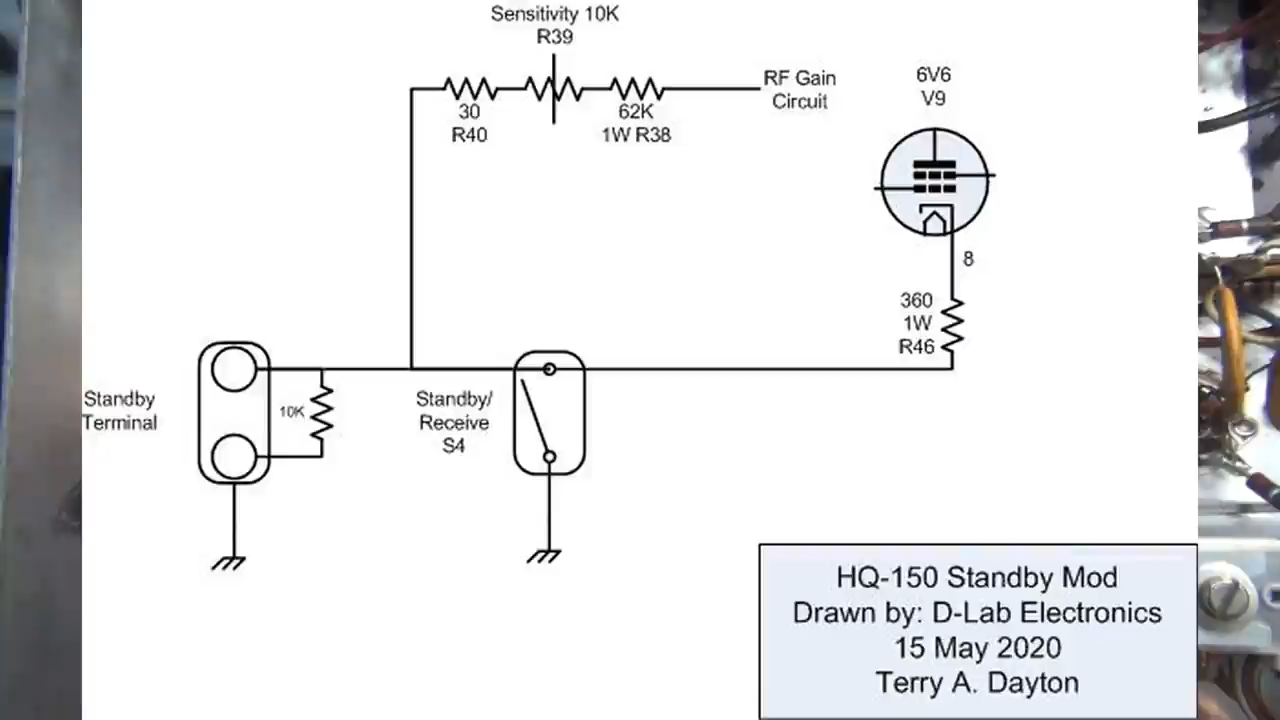 Sensitivity 10K
R39
30
R40
62K
1W R38
RF Gain
Circuit
6V6
V9
8
360
1W
R46
Standby
Terminal
10K
Standby/
Receive
S4
HQ-150 Standby Mod
Drawn by: D-Lab Electronics
15 May 2020
Terry A. Dayton